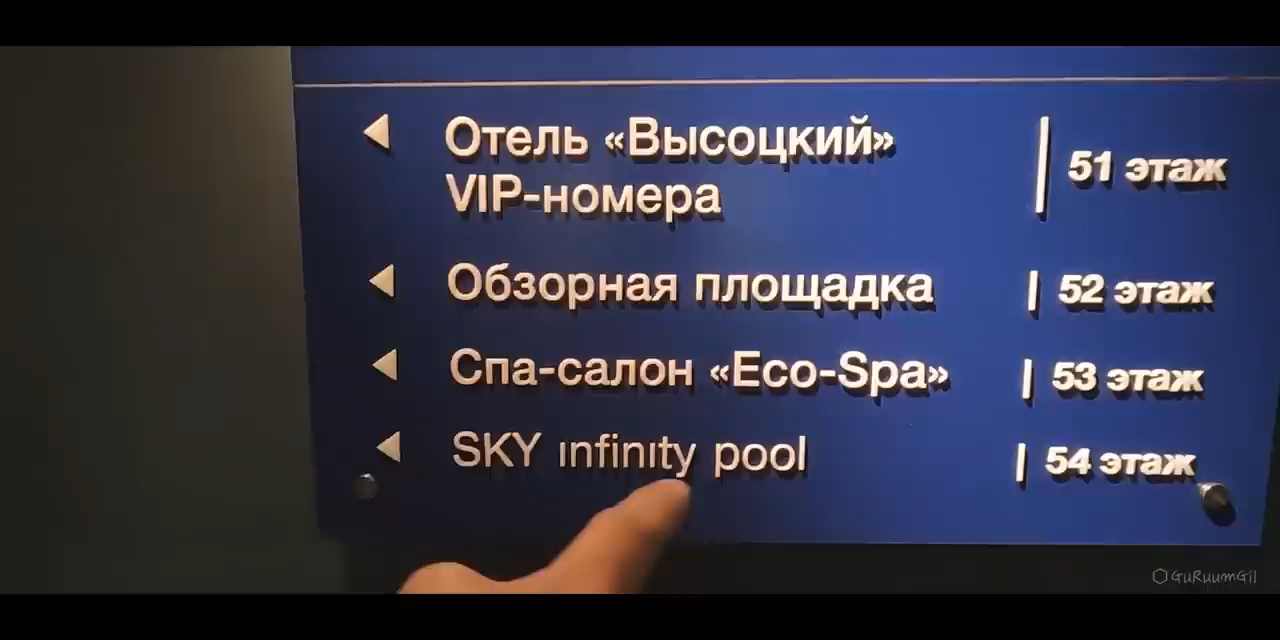 Отель «Высоцкий»
VIP-номера
51 этаж
Обзорная площадка
52 этаж
Спа-салон «Eco-Spa»
53 этаж
SKY infinity pool
54 этаж
GuRuumGil